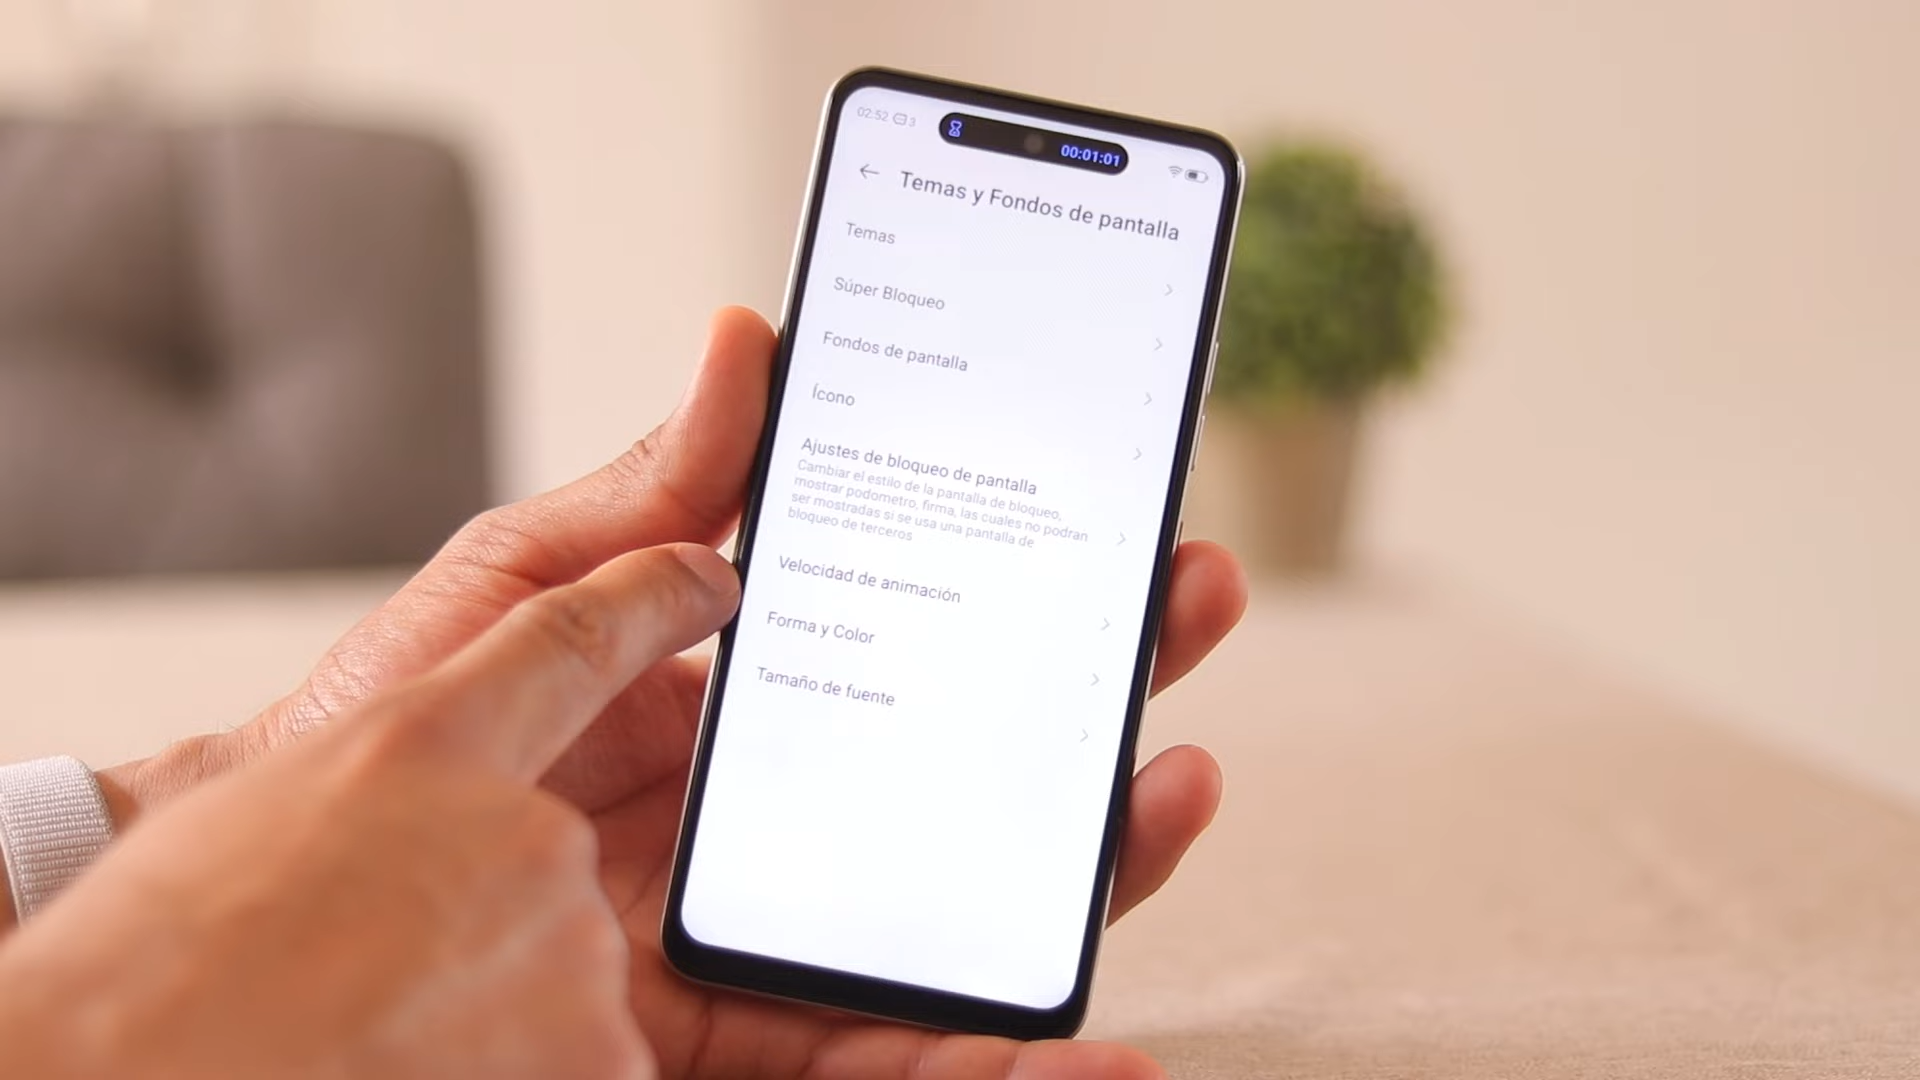 02:52 3
00:01:01
Temas y Fondos de pantalla
Temas
Súper Bloqueo
Fondos de pantalla
Ícono
Ajustes de bloqueo de pantalla
Cambiar el estilo de la pantalla de bloqueo,
mostrar podometro, firma, las cuales no podran
ser mostradas si se usa una pantalla de
bloqueo de terceros
Velocidad de animación
Forma y Color
Tamaño de fuente